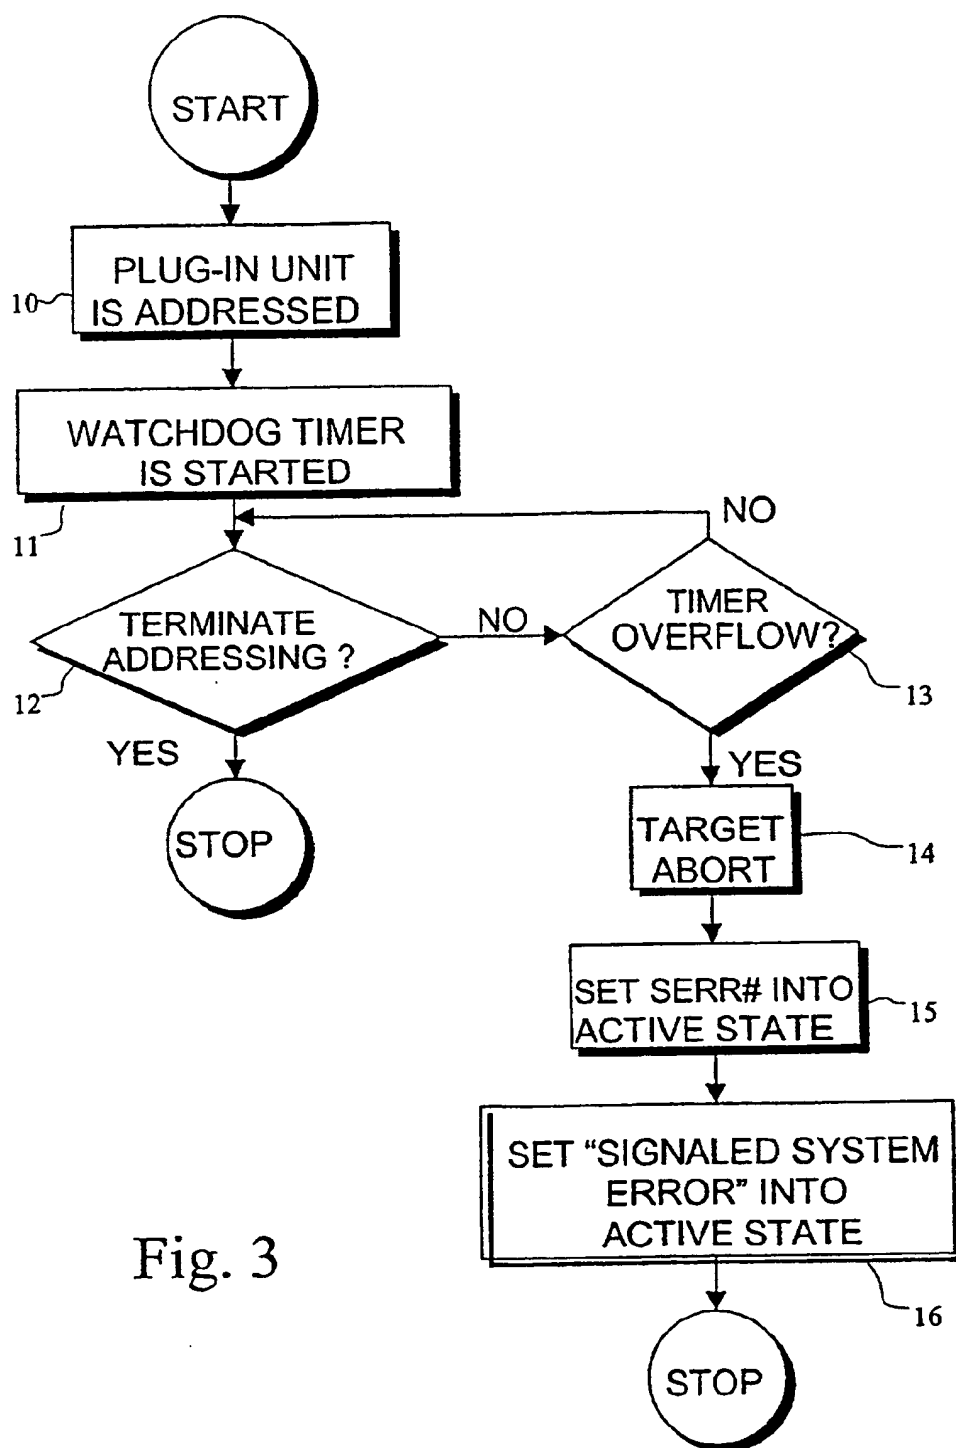 START
PLUG-IN UNIT
IS ADDRESSED
10
WATCHDOG TIMER
IS STARTED
11
NO
TERMINATE
ADDRESSING ?
12
NO
TIMER
OVERFLOW?
13
YES
STOP
YES
TARGET
ABORT
14
SET SERR# INTO
ACTIVE STATE
15
SET “SIGNALED SYSTEM
ERROR” INTO
ACTIVE STATE
16
STOP
Fig. 3